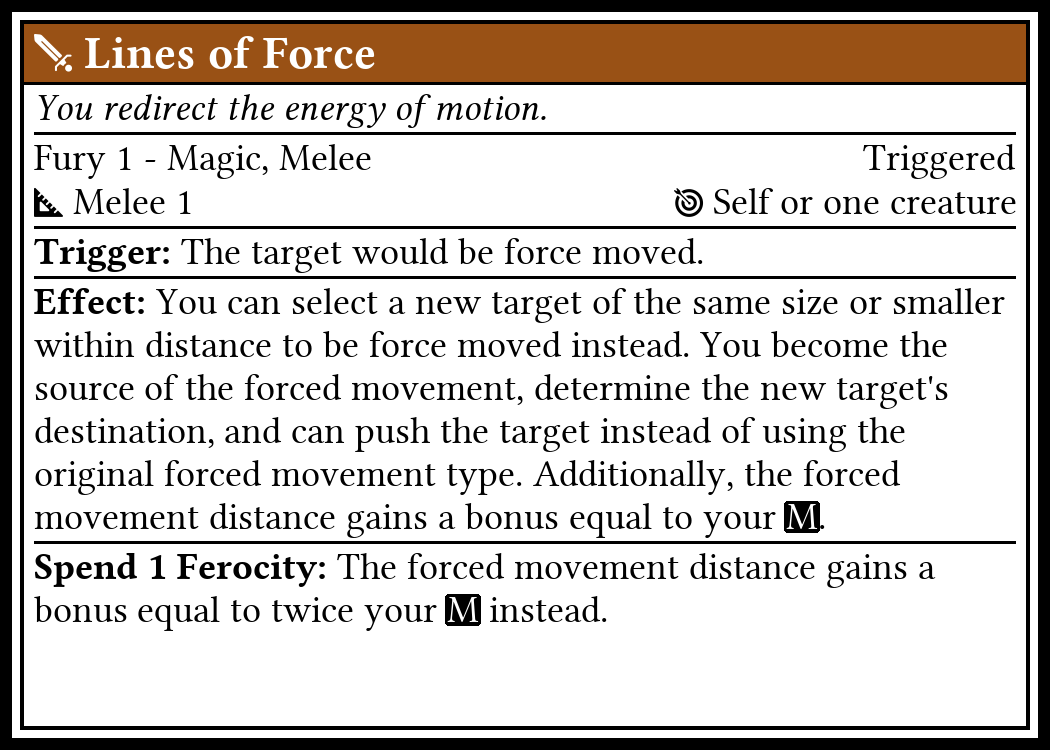 Lines of Force
You redirect the energy of motion.
Fury 1 - Magic, Melee
Triggered
Melee 1
Self or one creature
Trigger: The target would be force moved.
Effect: You can select a new target of the same size or smaller
within distance to be force moved instead. You become the
source of the forced movement, determine the new target's
destination, and can push the target instead of using the
original forced movement type. Additionally, the forced
movement distance gains a bonus equal to your M.
Spend 1 Ferocity: The forced movement distance gains a
bonus equal to twice your M instead.